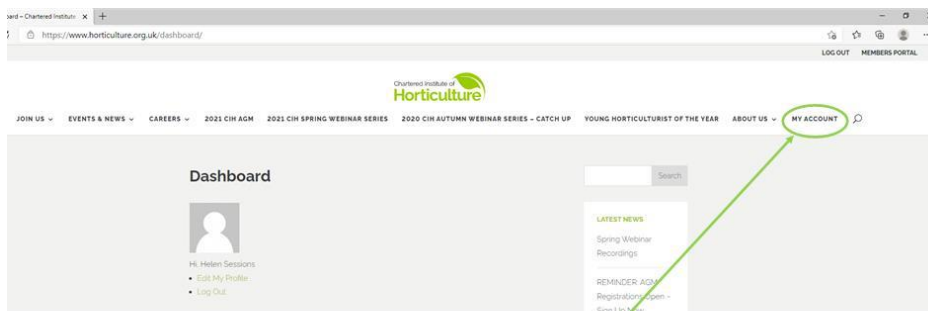 https://www.horticulture.org.uk/dashboard/
LOG OUT MEMBERS PORTAL
Chartered Institute of
Horticulture
JOIN US EVENTS & NEWS CAREERS 2021 CIH AGM 2021 CIH SPRING WEBINAR SERIES 2020 CIH AUTUMN WEBINAR SERIES – CATCH UP YOUNG HORTICULTURIST OF THE YEAR ABOUT US MY ACCOUNT
Dashboard
Search
Hi, Helen Sessions
• Edit My Profile
• Log Out
LATEST NEWS
Spring Webinar
Recordings
REMINDER: AGM
Registrations Open –
Sign Up Now